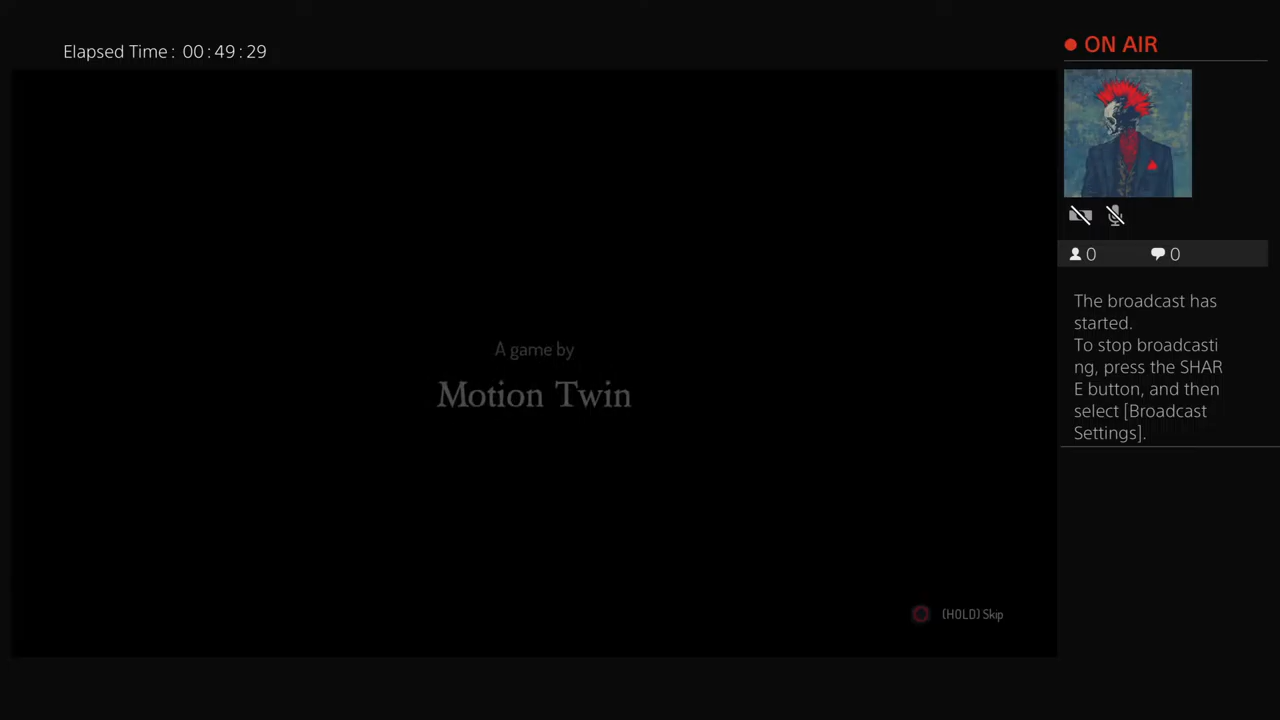 Elapsed Time : 00:49:29
ON AIR
0
0
The broadcast has
started.
To stop broadcasti
ng, press the SHAR
E button, and then
select [Broadcast
Settings].
A game by
Motion Twin
(HOLD) Skip